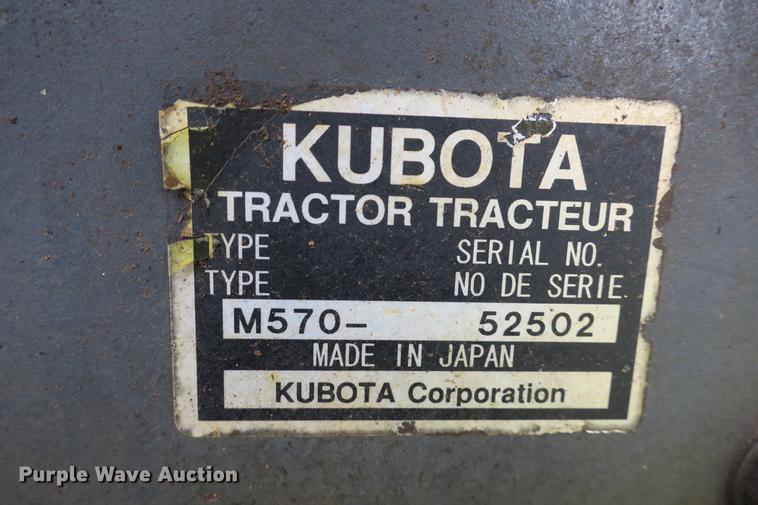 KUBOTA
TRACTOR TRACTEUR
TYPE SERIAL NO.
TYPE NO DE SERIE
M570- 52502
MADE IN JAPAN
KUBOTA Corporation
Purple Wave Auction